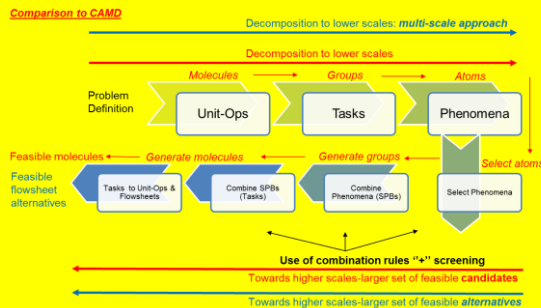 Comparison to CAMD
Decomposition to lower scales: multi-scale approach
Decomposition to lower scales
Molecules
Groups
Atoms
Problem
Definition
Unit-Ops
Tasks
Phenomena
Feasible molecules
Generate molecules
Generate groups
Select atoms
Feasible
flowsheet
alternatives
Tasks to Unit-Ops &
Flowsheets
Combine SPBs
(Tasks)
Combine
Phenomena (SPBs)
Select Phenomena
Use of combination rules ‘‘+’’ screening
Towards higher scales-larger set of feasible candidates
Towards higher scales-larger set of feasible alternatives